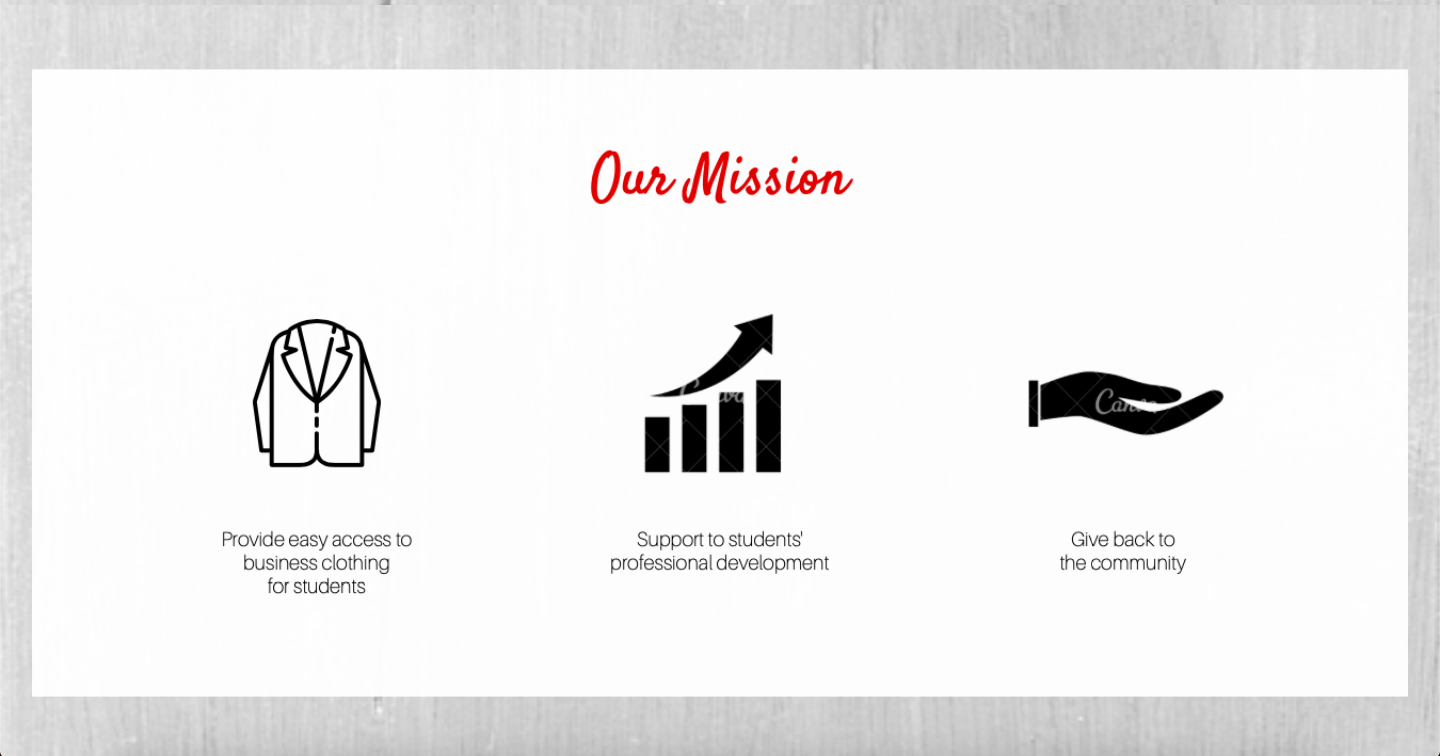 Our Mission
Canva
Provide easy access to
business clothing
for students
Support to students'
professional development
Give back to
the community